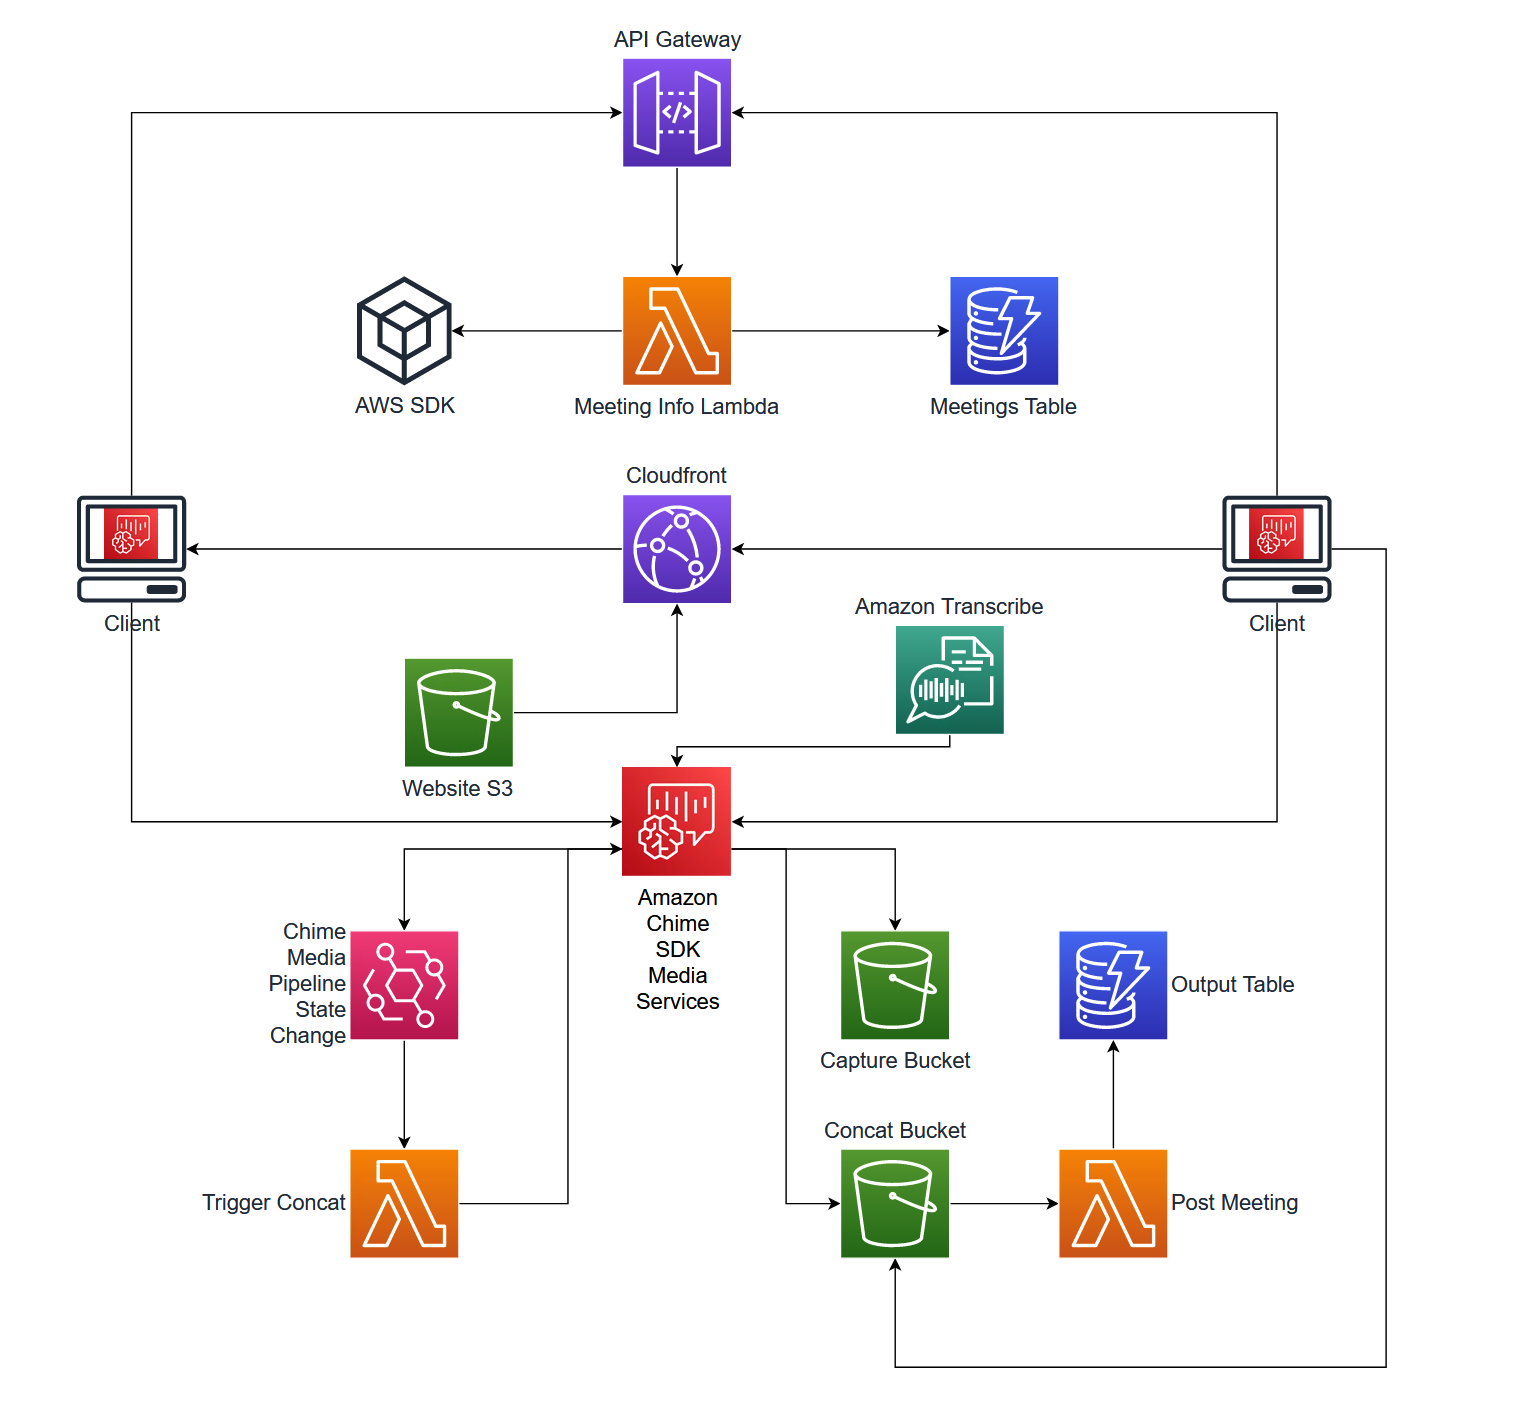 API Gateway
AWS SDK
Meeting Info Lambda
Meetings Table
Cloudfront
Client
Amazon Transcribe
Client
Website S3
Amazon
Chime
SDK
Media
Services
Chime
Media
Pipeline
State
Change
Output Table
Capture Bucket
Concat Bucket
Trigger Concat
Post Meeting